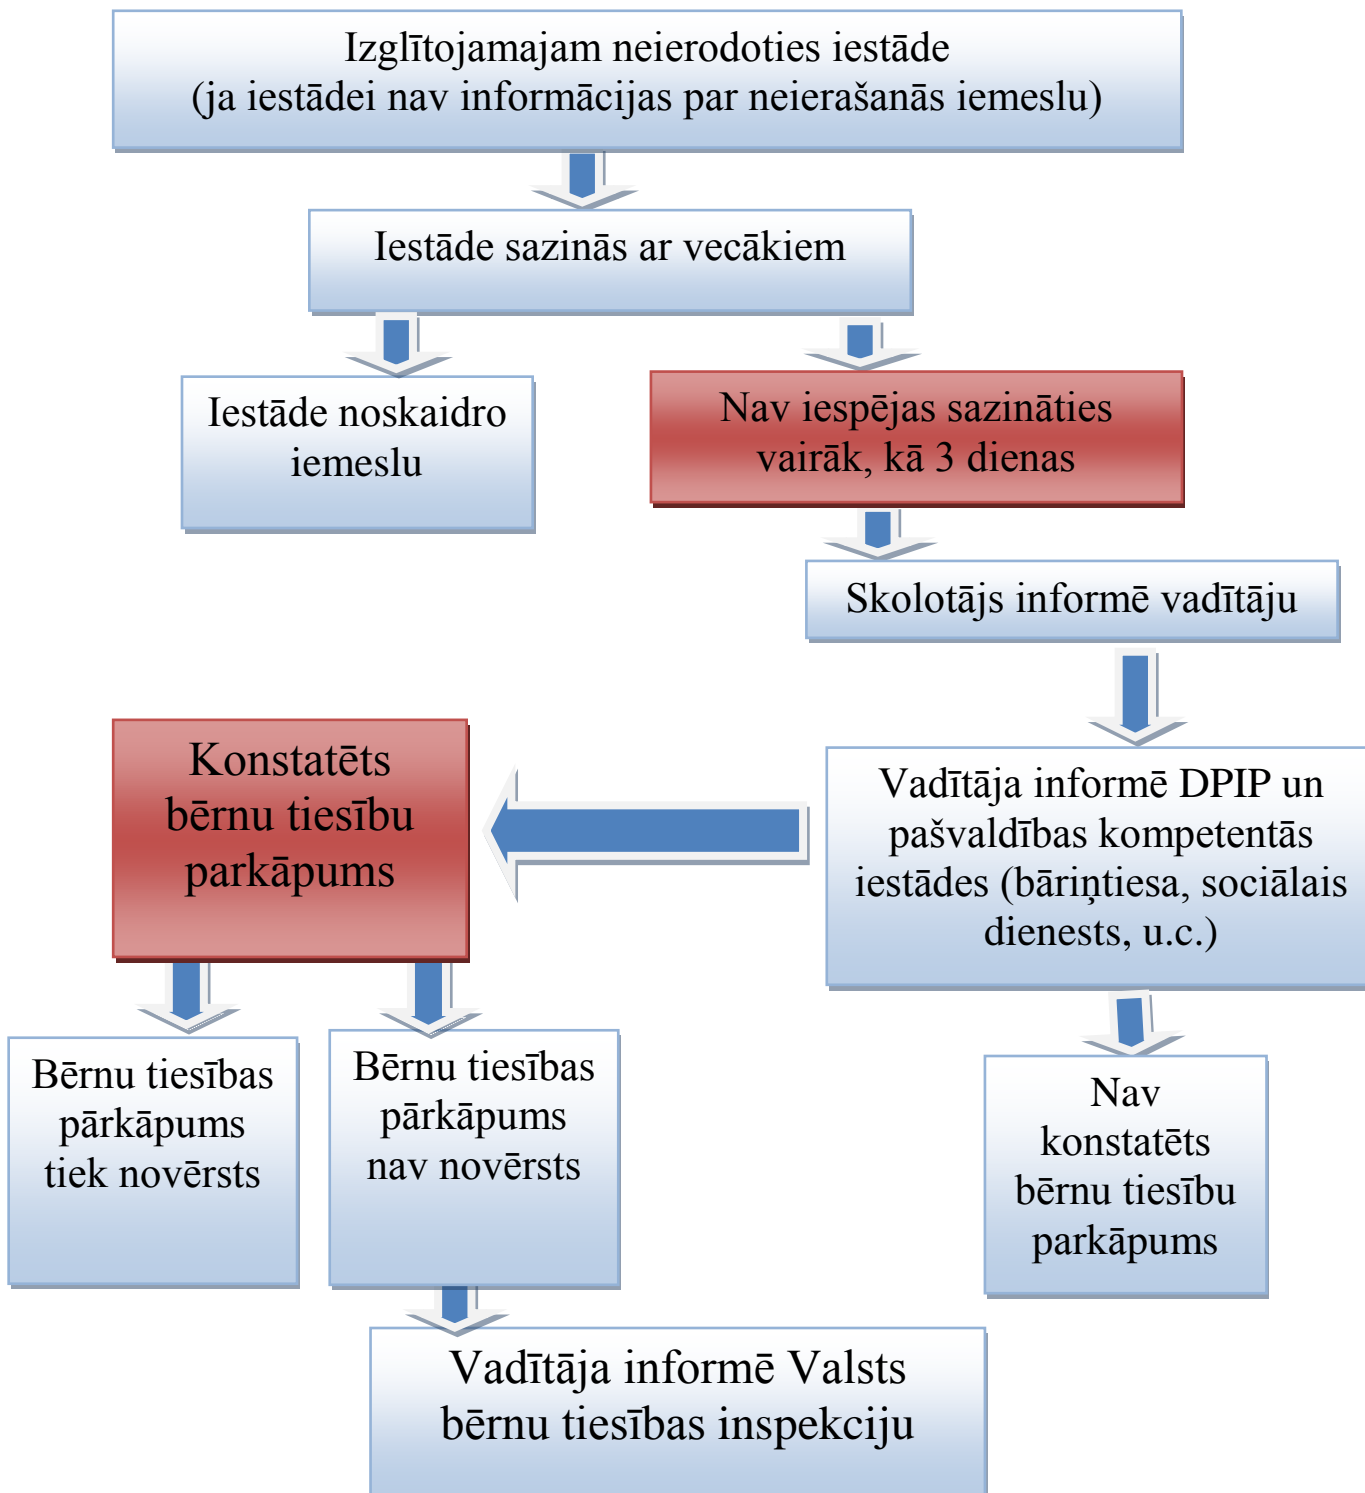 Izglītojamajam neierodoties iestāde
(ja iestādei nav informācijas par neierašanās iemeslu)
Iestāde sazinās ar vecākiem
Iestāde noskaidro
iemeslu
Nav iespējas sazināties
vairāk, kā 3 dienas
Skolotājs informē vadītāju
Konstatēts
bērnu tiesību
parkāpums
Vadītāja informē DPIP un
pašvaldības kompetentās
iestādes (bāriņtiesa, sociālais
dienests, u.c.)
Bērnu tiesības
pārkāpums
tiek novērsts
Bērnu tiesības
pārkāpums
nav novērsts
Nav
konstatēts
bērnu tiesību
parkāpums
Vadītāja informē Valsts
bērnu tiesības inspekciju